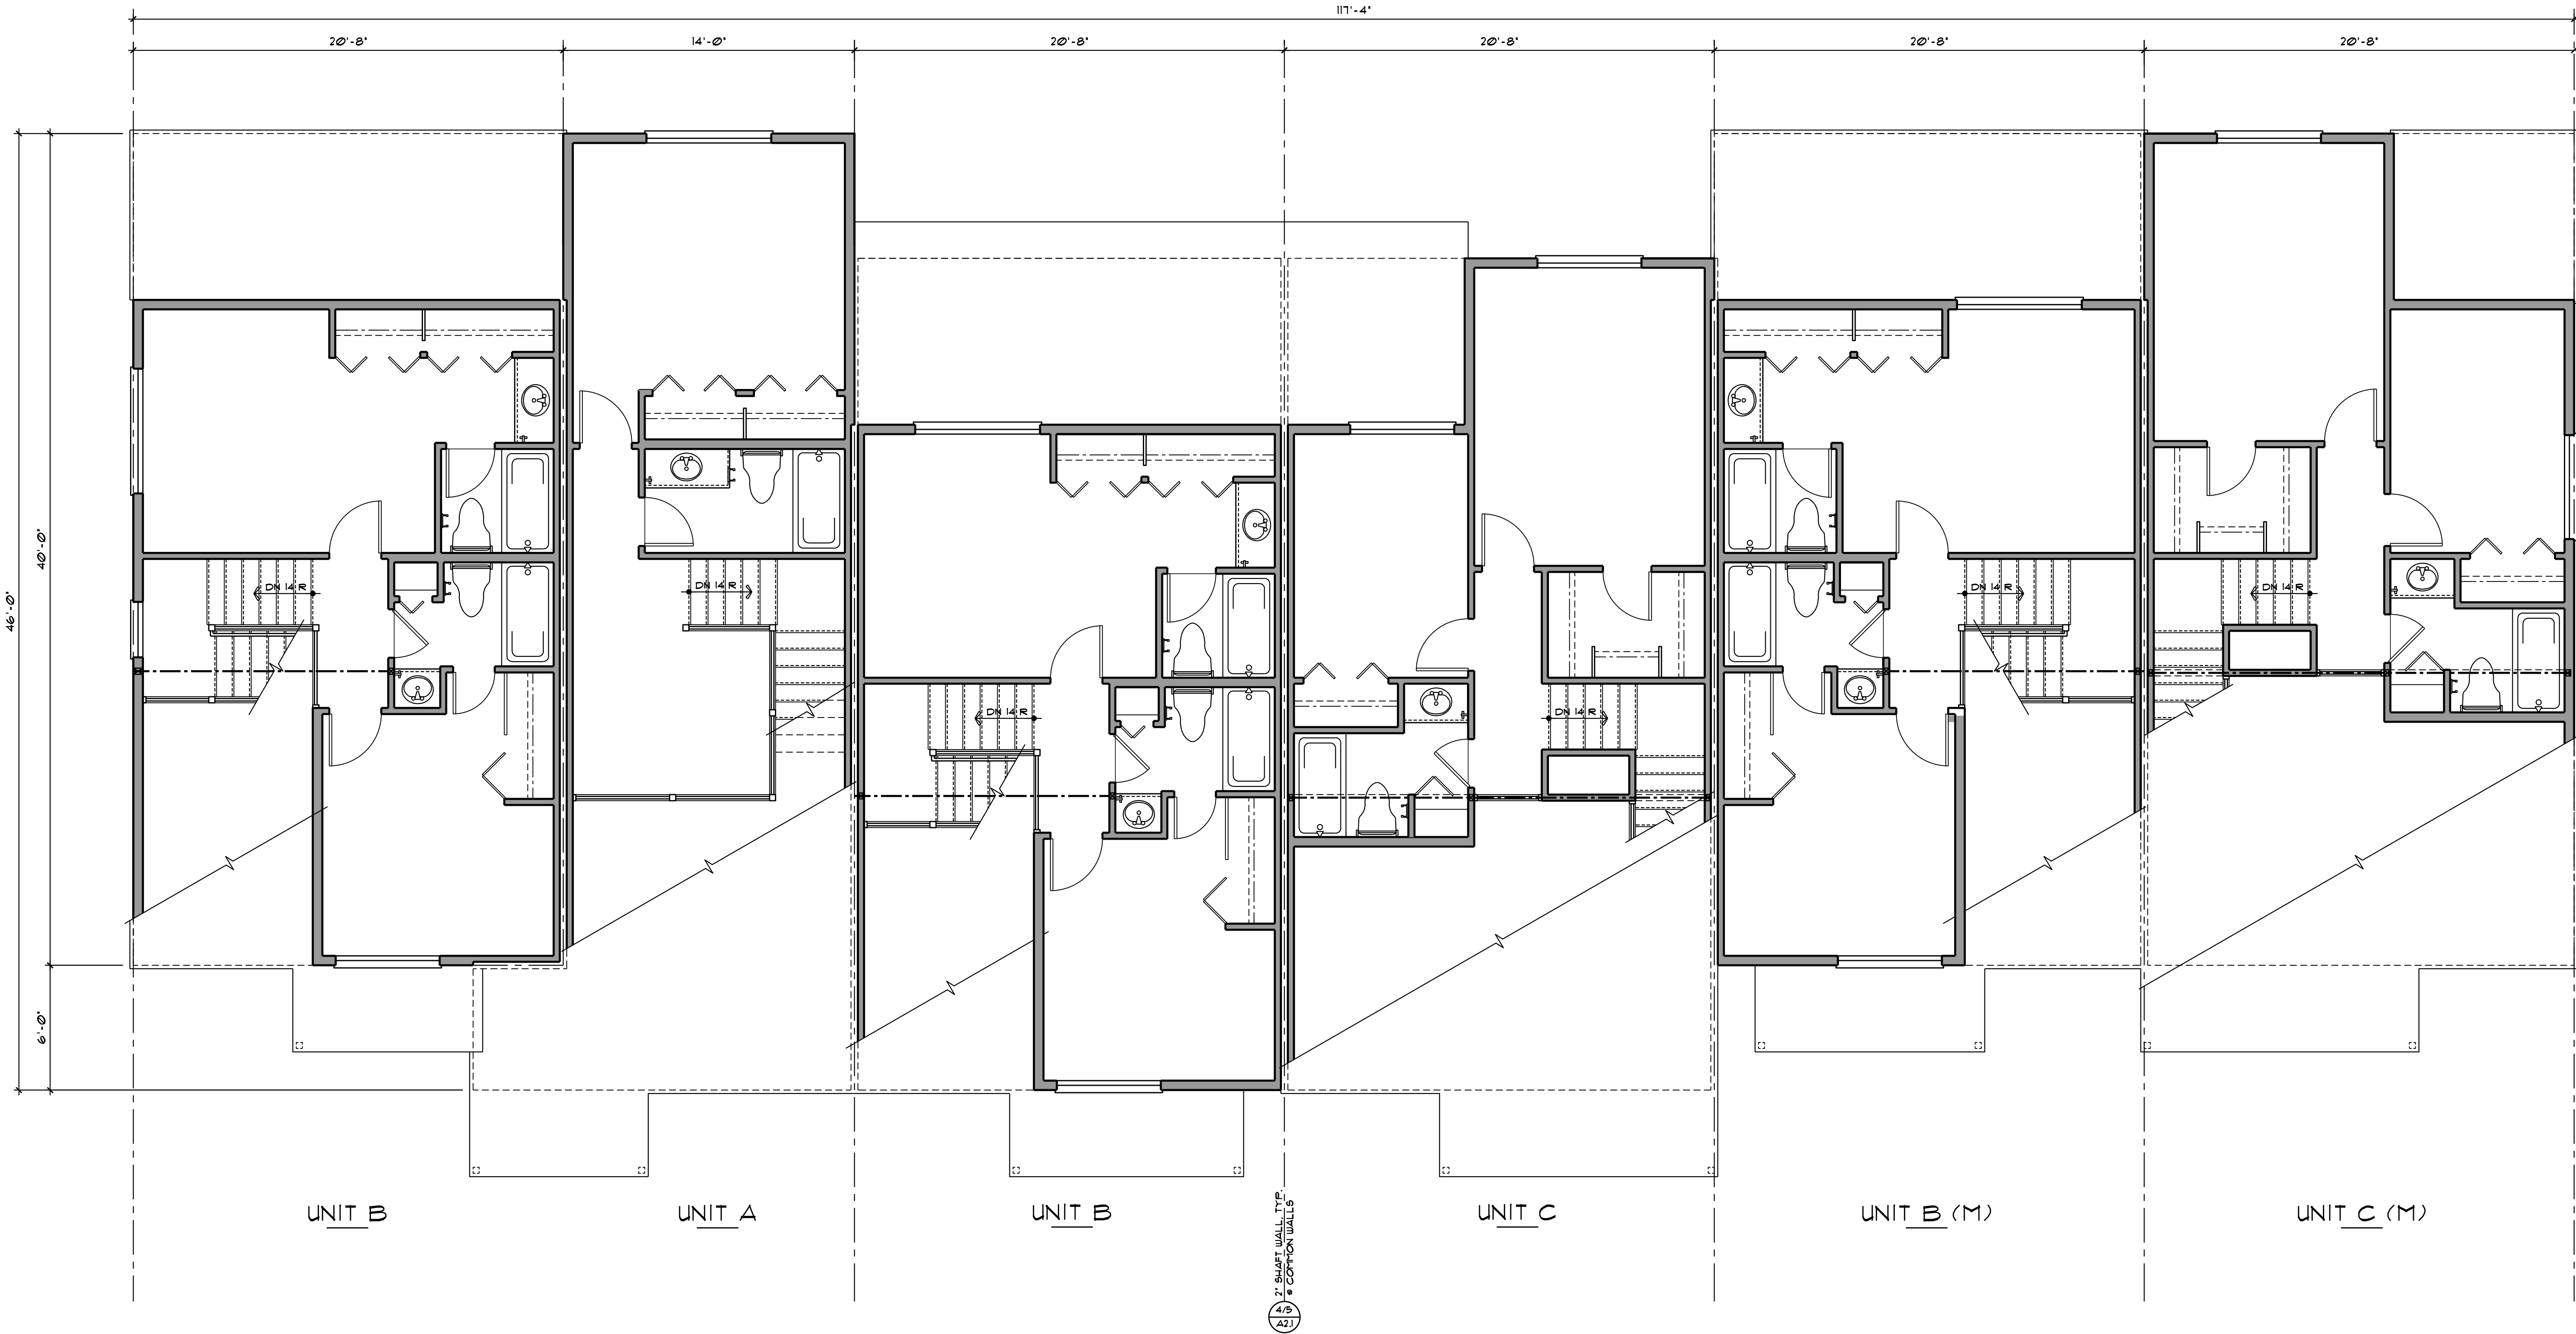 117'-4"
20'-8"
14'-0"
20'-8"
20'-8"
20'-8"
20'-8"
46'-0"
40'-0"
6'-0"
DN 14 R
DN 14 R
DN 14 R
DN 14 R
DN 14 R
DN 14 R
UNIT B
UNIT A
UNIT B
UNIT C
UNIT B (M)
UNIT C (M)
2" SHAFT WALL, TYP.
@ COMMON WALLS
4/5
A2.1